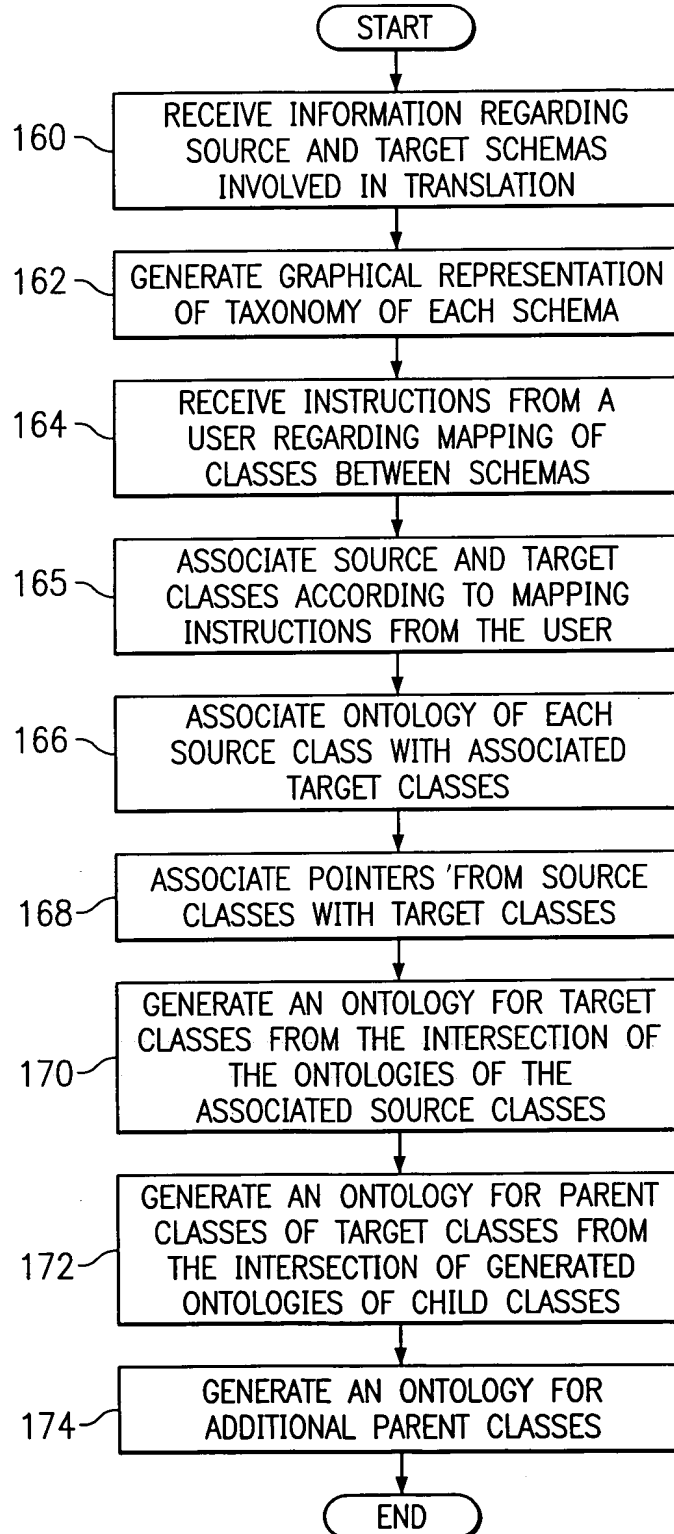 START
160
RECEIVE INFORMATION REGARDING
SOURCE AND TARGET SCHEMAS
INVOLVED IN TRANSLATION
162
GENERATE GRAPHICAL REPRESENTATION
OF TAXONOMY OF EACH SCHEMA
164
RECEIVE INSTRUCTIONS FROM A
USER REGARDING MAPPING OF
CLASSES BETWEEN SCHEMAS
165
ASSOCIATE SOURCE AND TARGET
CLASSES ACCORDING TO MAPPING
INSTRUCTIONS FROM THE USER
166
ASSOCIATE ONTOLOGY OF EACH
SOURCE CLASS WITH ASSOCIATED
TARGET CLASSES
168
ASSOCIATE POINTERS FROM SOURCE
CLASSES WITH TARGET CLASSES
170
GENERATE AN ONTOLOGY FOR TARGET
CLASSES FROM THE INTERSECTION OF
THE ONTOLOGIES OF THE
ASSOCIATED SOURCE CLASSES
172
GENERATE AN ONTOLOGY FOR PARENT
CLASSES OF TARGET CLASSES FROM
THE INTERSECTION OF GENERATED
ONTOLOGIES OF CHILD CLASSES
174
GENERATE AN ONTOLOGY FOR
ADDITIONAL PARENT CLASSES
END